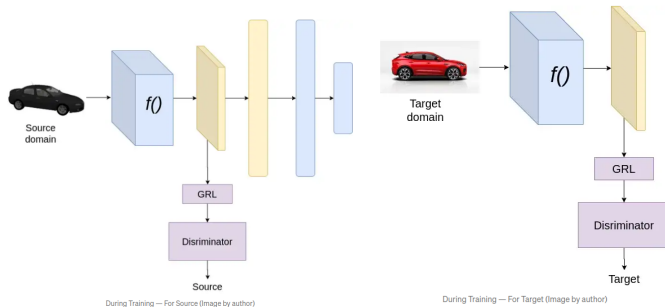 f()
Source
domain
GRL
Disriminator
Source
During Training — For Source (Image by author)
f()
Target
domain
GRL
Disriminator
Target
During Training — For Target (Image by author)